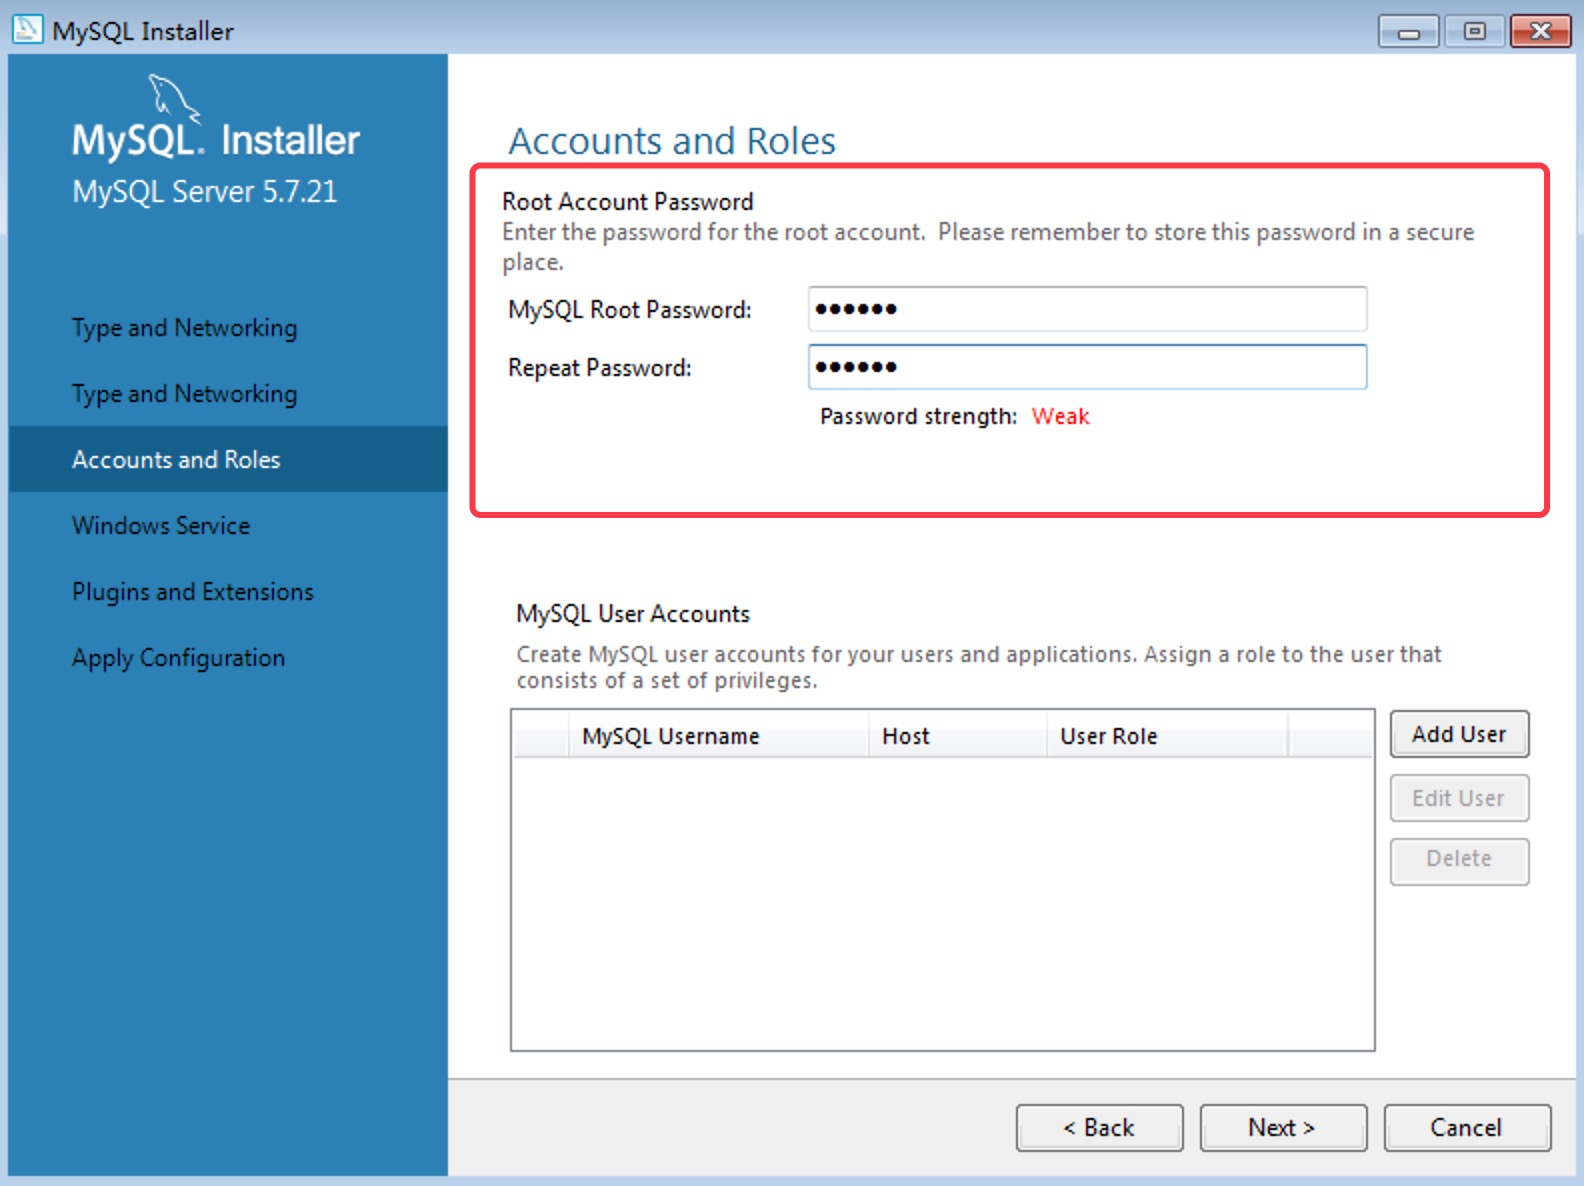 MySQL Installer
MySQL. Installer
MySQL Server 5.7.21
Type and Networking
Type and Networking
Accounts and Roles
Windows Service
Plugins and Extensions
Apply Configuration
Accounts and Roles
Root Account Password
Enter the password for the root account.  Please remember to store this password in a secure
place.
MySQL Root Password: ●●●●●●
Repeat Password: ●●●●●●
Password strength: Weak
MySQL User Accounts
Create MySQL user accounts for your users and applications. Assign a role to the user that
consists of a set of privileges.
MySQL Username Host User Role
Add User
Edit User
Delete
< Back Next > Cancel